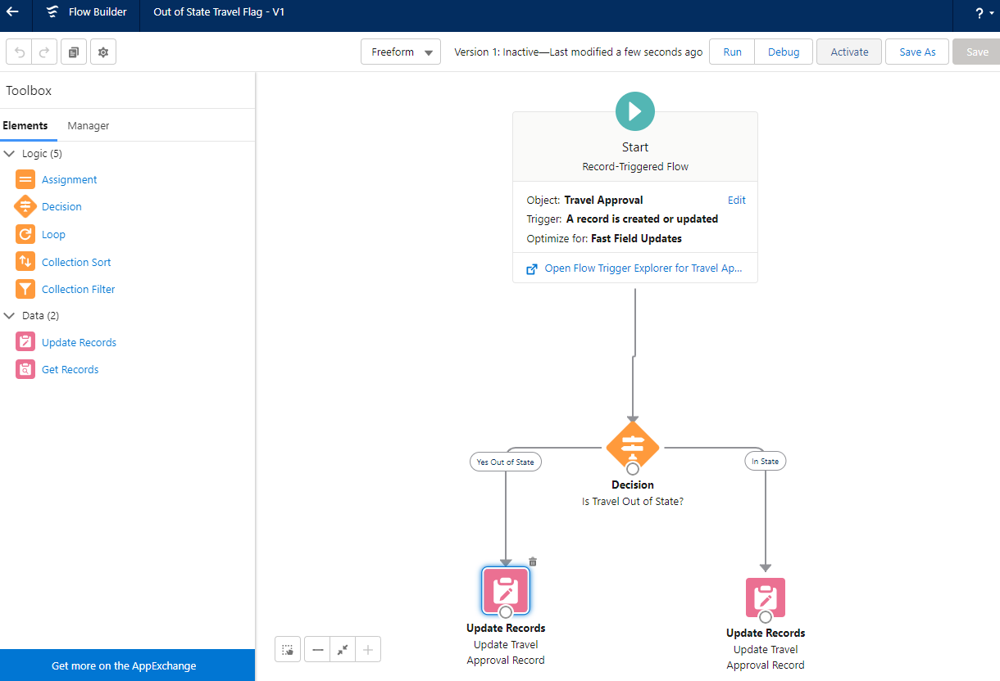 Flow Builder
Out of State Travel Flag - V1
?
Freeform
Version 1: Inactive—Last modified a few seconds ago
Run
Debug
Activate
Save As
Save
Toolbox
Elements
Manager
Logic (5)
Assignment
Decision
Loop
Collection Sort
Collection Filter
Data (2)
Update Records
Get Records
Get more on the AppExchange
Start
Record-Triggered Flow
Object: Travel Approval
Edit
Trigger: A record is created or updated
Optimize for: Fast Field Updates
Open Flow Trigger Explorer for Travel Ap...
Yes Out of State
In State
Decision
Is Travel Out of State?
Update Records
Update Travel
Approval Record
Update Records
Update Travel
Approval Record